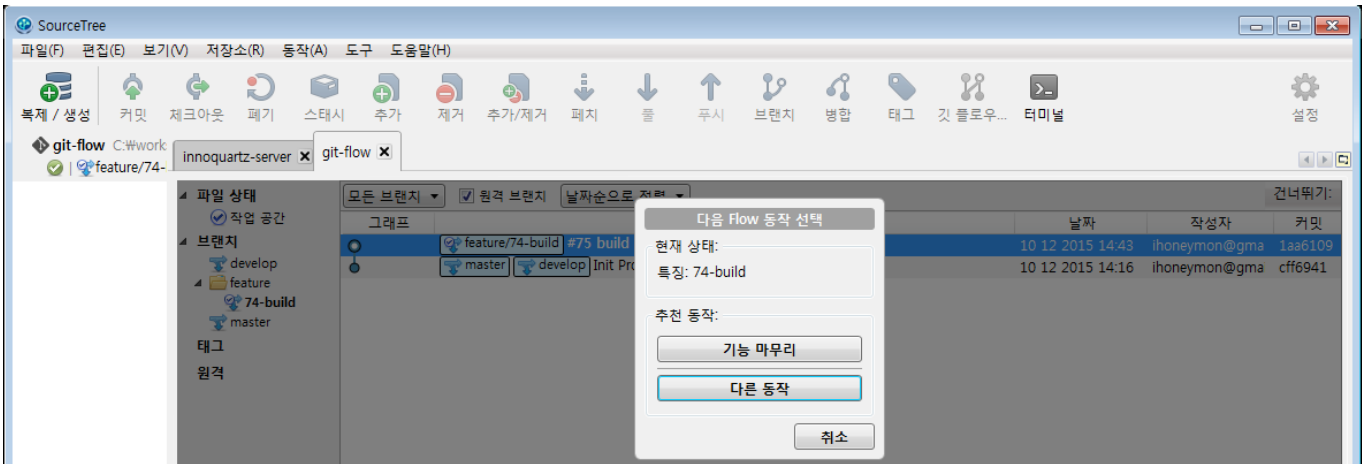 SourceTree
파일(F) 편집(E) 보기(V) 저장소(R) 동작(A) 도구 도움말(H)
복제 / 생성 커밋 체크아웃 폐기 스태시 추가 제거 추가/제거 패치 풀 푸시 브랜치 병합 태그 깃 플로우... 터미널 설정
git-flow C:₩work
feature/74-
innoquartz-server git-flow
파일 상태
작업 공간
브랜치
develop
feature
74-build
master
태그
원격
모든 브랜치 원격 브랜치 날짜순으로 정렬 건너뛰기:
그래프 날짜 작성자 커밋
feature/74-build #75 build 10 12 2015 14:43 ihoneymon@gma 1aa6109
master develop Init Pro 10 12 2015 14:16 ihoneymon@gma cff6941
다음 Flow 동작 선택
현재 상태:
특징: 74-build
추천 동작:
기능 마무리
다른 동작
취소